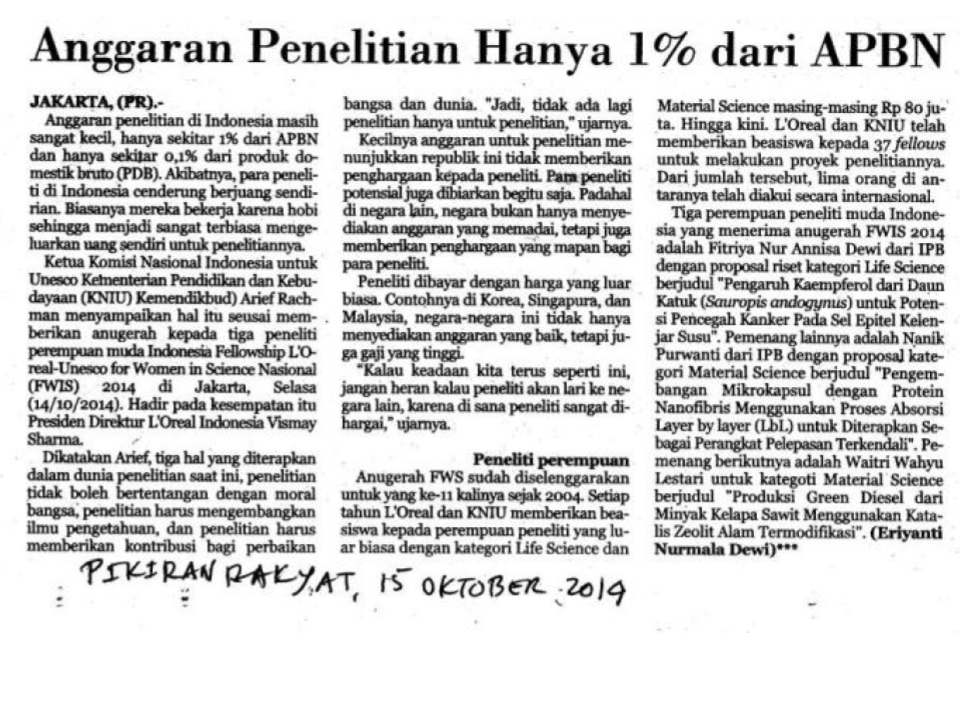 Anggaran Penelitian Hanya 1% dari APBN
JAKARTA, (PR).-
Anggaran penelitian di Indonesia masih
sangat kecil, hanya sekitar 1% dari APBN
dan hanya sekitar 0,1% dari produk do-
mestik bruto (PDB). Akibatnya, para peneli-
ti di Indonesia cenderung berjuang sendi-
rian. Biasanya mereka bekerja karena hobi
sehingga menjadi sangat terbiasa menge-
luarkan uang sendiri untuk penelitiannya.
Ketua Komisi Nasional Indonesia untuk
Unesco Kementerian Pendidikan dan Kebu-
dayaan (KNIU) Kemendikbud) Arief Rach-
man menyampaikan hal itu seusai mem-
berikan anugerah kepada tiga peneliti
perempuan muda Indonesia Fellowship L'O-
real-Unesco for Women in Science Nasional
(FWIS) 2014 di Jakarta, Selasa
(14/10/2014). Hadir pada kesempatan itu
Presiden Direktur L'Oreal Indonesia Vismay
Sharma.
Dikatakan Arief, tiga hal yang diterapkan
dalam dunia penelitian saat ini, penelitian
tidak boleh bertentangan dengan moral
bangsa, penelitian harus mengembangkan
ilmu pengetahuan, dan penelitian harus
memberikan kontribusi bagi perbaikan
bangsa dan dunia. "Jadi, tidak ada lagi
penelitian hanya untuk penelitian," ujarnya.
Kecilnya anggaran untuk penelitian me-
nunjukkan republik ini tidak memberikan
penghargaan kepada peneliti. Para peneliti
potensial juga dibiarkan begitu saja. Padahal
di negara lain, negara bukan hanya menye-
diakan anggaran yang memadai, tetapi juga
memberikan penghargaan yang mapan bagi
para peneliti.
Peneliti dibayar dengan harga yang luar
biasa. Contohnya di Korea, Singapura, dan
Malaysia, negara-negara ini tidak hanya
menyediakan anggaran yang baik, tetapi ju-
ga gaji yang tinggi.
"Kalau keadaan kita terus seperti ini,
jangan heran kalau peneliti akan lari ke ne-
gara lain, karena di sana peneliti sangat di-
hargai," ujarnya.
Peneliti perempuan
Anugerah FWS sudah diselenggarakan
untuk yang ke-11 kalinya sejak 2004. Setiap
tahun L'Oreal dan KNIU memberikan bea-
siswa kepada perempuan peneliti yang lu-
ar biasa dengan kategori Life Science dan
Material Science masing-masing Rp 80 ju-
ta. Hingga kini. L'Oreal dan KNIU telah
memberikan beasiswa kepada 37 fellows
untuk melakukan proyek penelitiannya.
Dari jumlah tersebut, lima orang di an-
taranya telah diakui secara internasional.
Tiga perempuan peneliti muda Indone-
sia yang menerima anugerah FWIS 2014
adalah Fitriya Nur Annisa Dewi dari IPB
dengan proposal riset kategori Life Science
berjudul "Pengaruh Kaempferol dari Daun
Katuk (Sauropis andogynus) untuk Poten-
si Pencegah Kanker Pada Sel Epitel Kelen-
jar Susu". Pemenang lainnya adalah Nanik
Purwanti dari IPB dengan proposal kate-
gori Material Science berjudul "Pengem-
bangan Mikrokapsul dengan Protein
Nanofibris Menggunakan Proses Absorsi
Layer by layer (LbL) untuk Diterapkan Se-
bagai Perangkat Pelepasan Terkendali". Pe-
menang berikutnya adalah Waitri Wahyu
Lestari untuk kategoti Material Science
berjudul "Produksi Green Diesel dari
Minyak Kelapa Sawit Menggunakan Kata-
lis Zeolit Alam Termodifikasi". (Eriyanti
Nurmala Dewi)***
PIKIRAN RAKYAT, 15 OKTOBER 2014